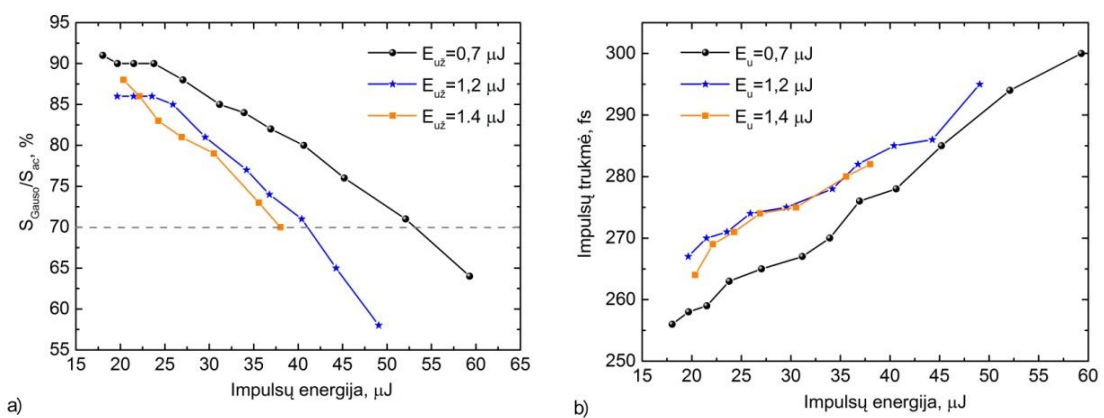 95
90
85
80
75
70
65
60
55
S_Gauso/S_ac, %
E_už=0,7 μJ
E_už=1,2 μJ
E_už=1.4 μJ
15 20 25 30 35 40 45 50 55 60 65
Impulsų energija, μJ
a)
300
290
280
270
260
250
Impulsų trukmė, fs
E_u=0,7 μJ
E_u=1,2 μJ
E_u=1,4 μJ
15 20 25 30 35 40 45 50 55 60
Impulsų energija, μJ
b)